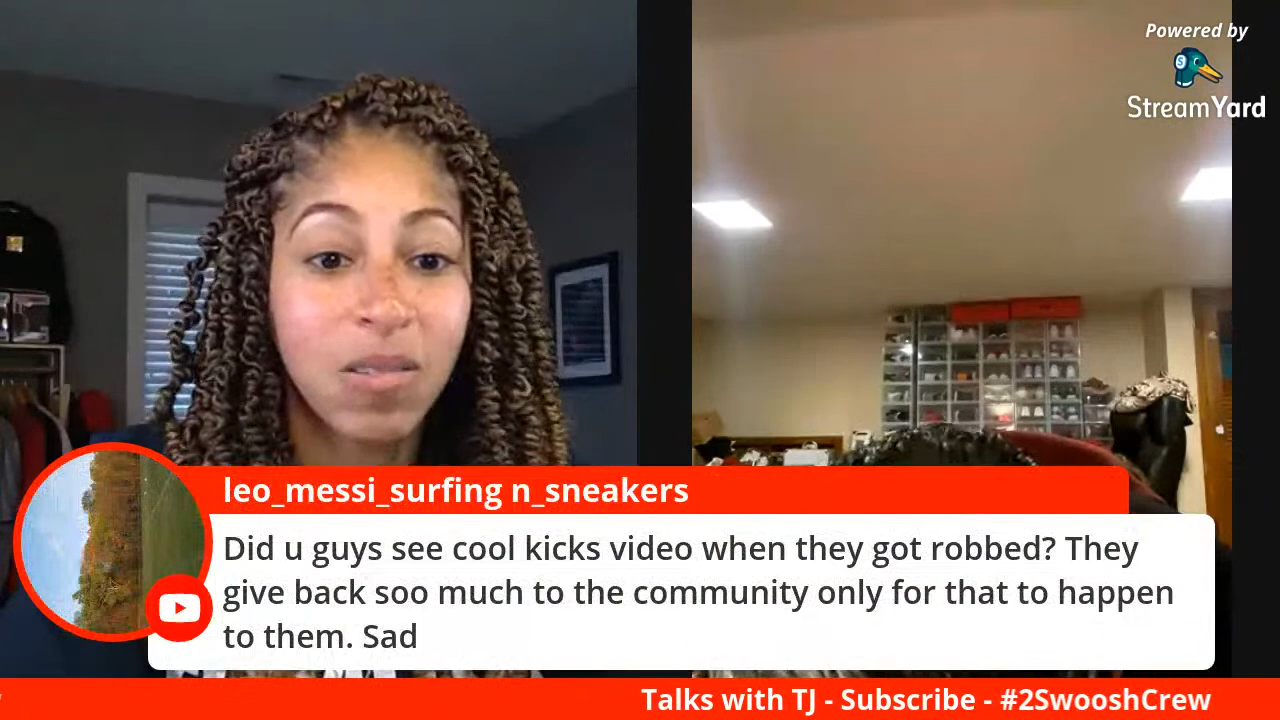 Powered by
StreamYard
leo_messi_surfing n_sneakers
Did u guys see cool kicks video when they got robbed? They
give back soo much to the community only for that to happen
to them. Sad
Talks with TJ - Subscribe - #2SwooshCrew